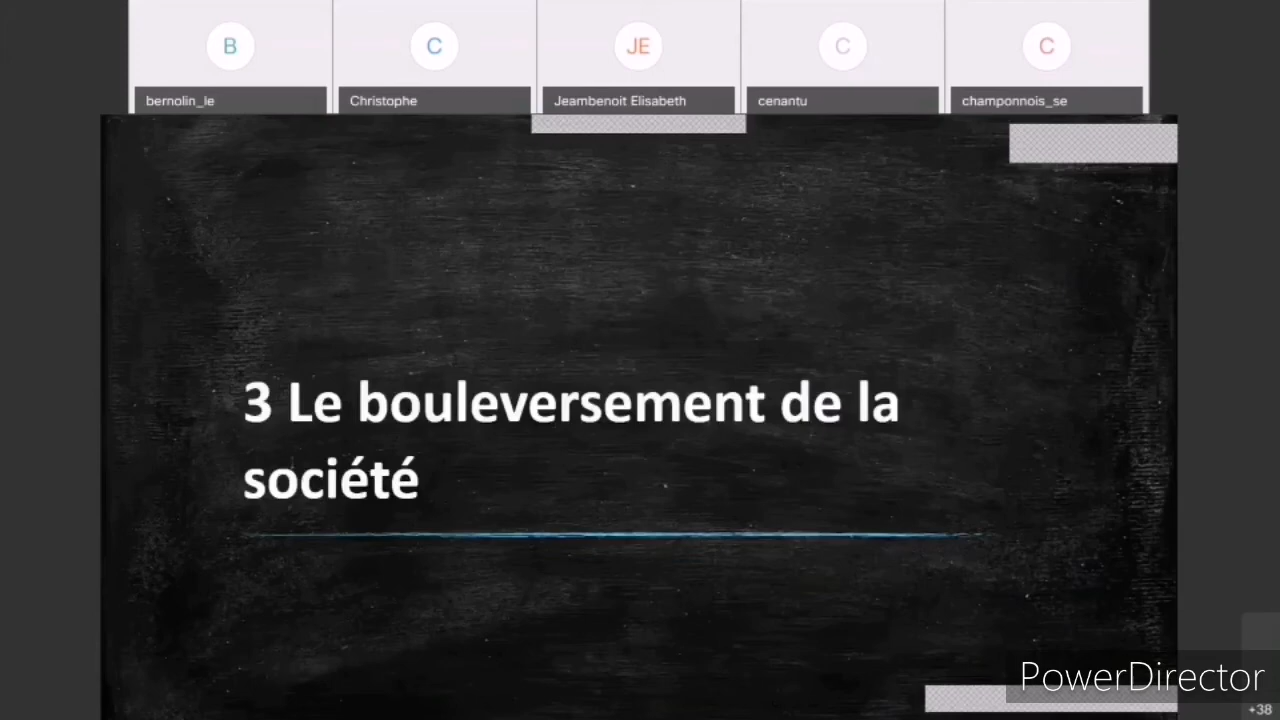 B
C
JE
C
C
bernolin_le
Christophe
Jeambenoit Elisabeth
cenantu
champonnois_se
3 Le bouleversement de la
société
PowerDirector
+38